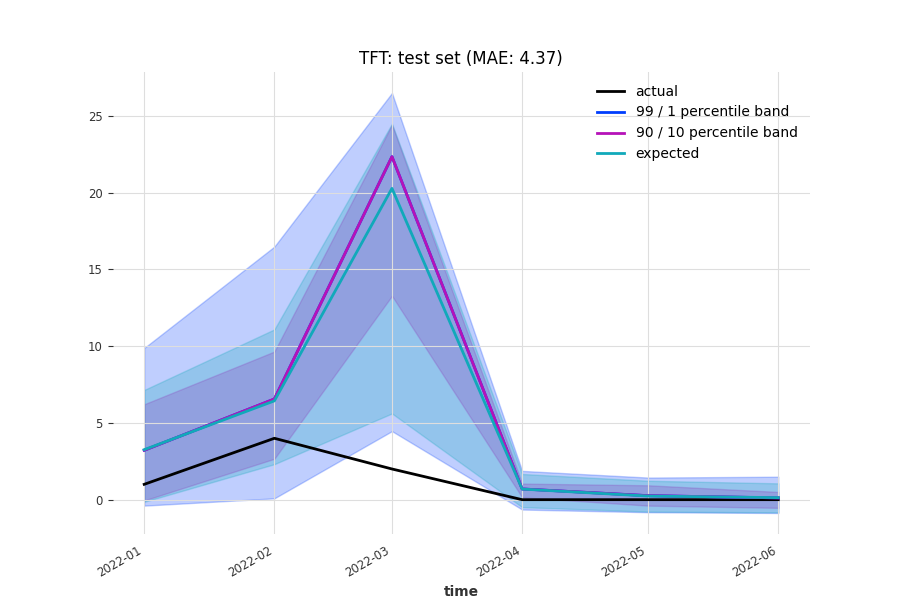 TFT: test set (MAE: 4.37)
actual
99 / 1 percentile band
90 / 10 percentile band
expected
25
20
15
10
5
0
2022-01
2022-02
2022-03
2022-04
2022-05
2022-06
time